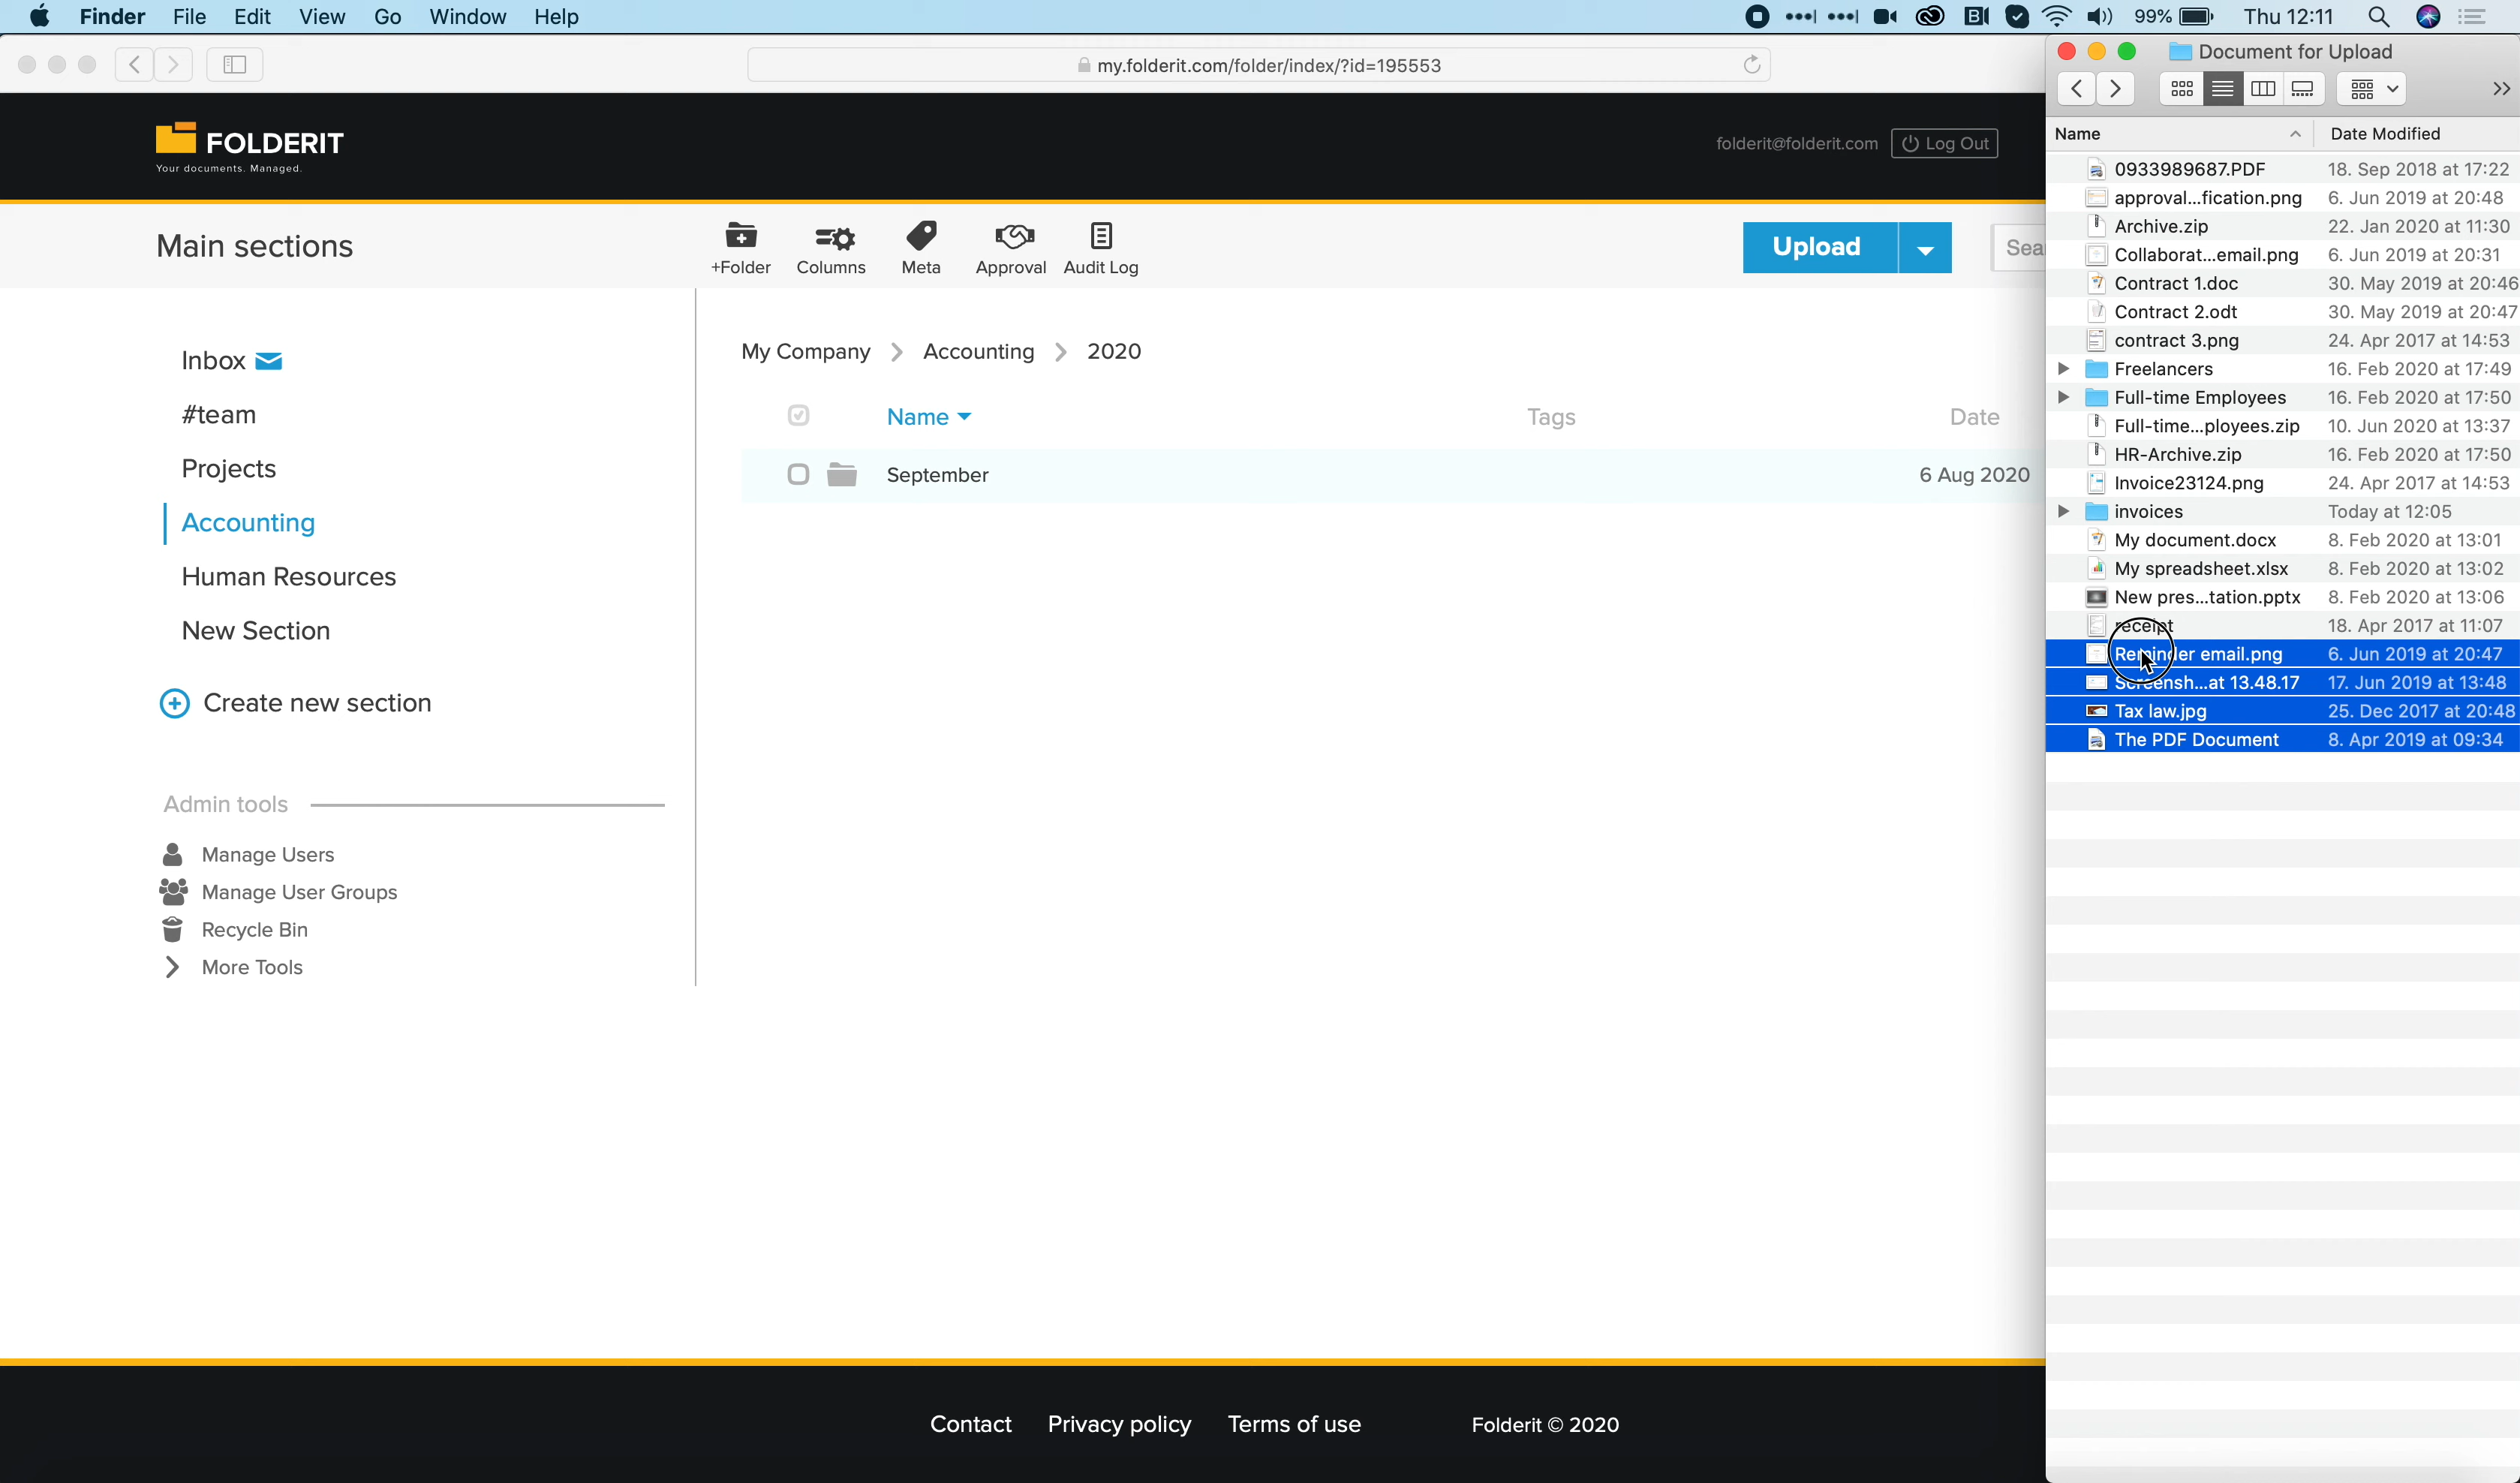 Finder File Edit View Go Window Help 99% Thu 12:11
my.folderit.com/folder/index/?id=195553
FOLDERIT
Your documents. Managed.
folderit@folderit.com Log Out
Main sections
+Folder Columns Meta Approval Audit Log
Upload
Sea
Inbox
#team
Projects
Accounting
Human Resources
New Section
Create new section
Admin tools
Manage Users
Manage User Groups
Recycle Bin
More Tools
My Company Accounting 2020
Name Tags Date
September 6 Aug 2020
Contact Privacy policy Terms of use Folderit © 2020
Document for Upload
Name Date Modified
0933989687.PDF 18. Sep 2018 at 17:22
approval...fication.png 6. Jun 2019 at 20:48
Archive.zip 22. Jan 2020 at 11:30
Collaborat...email.png 6. Jun 2019 at 20:31
Contract 1.doc 30. May 2019 at 20:46
Contract 2.odt 30. May 2019 at 20:47
contract 3.png 24. Apr 2017 at 14:53
Freelancers 16. Feb 2020 at 17:49
Full-time Employees 16. Feb 2020 at 17:50
Full-time...ployees.zip 10. Jun 2020 at 13:37
HR-Archive.zip 16. Feb 2020 at 17:50
Invoice23124.png 24. Apr 2017 at 14:53
invoices Today at 12:05
My document.docx 8. Feb 2020 at 13:01
My spreadsheet.xlsx 8. Feb 2020 at 13:02
New pres...tation.pptx 8. Feb 2020 at 13:06
receipt 18. Apr 2017 at 11:07
Reminder email.png 6. Jun 2019 at 20:47
Screensh...at 13.48.17 17. Jun 2019 at 13:48
Tax law.jpg 25. Dec 2017 at 20:48
The PDF Document 8. Apr 2019 at 09:34